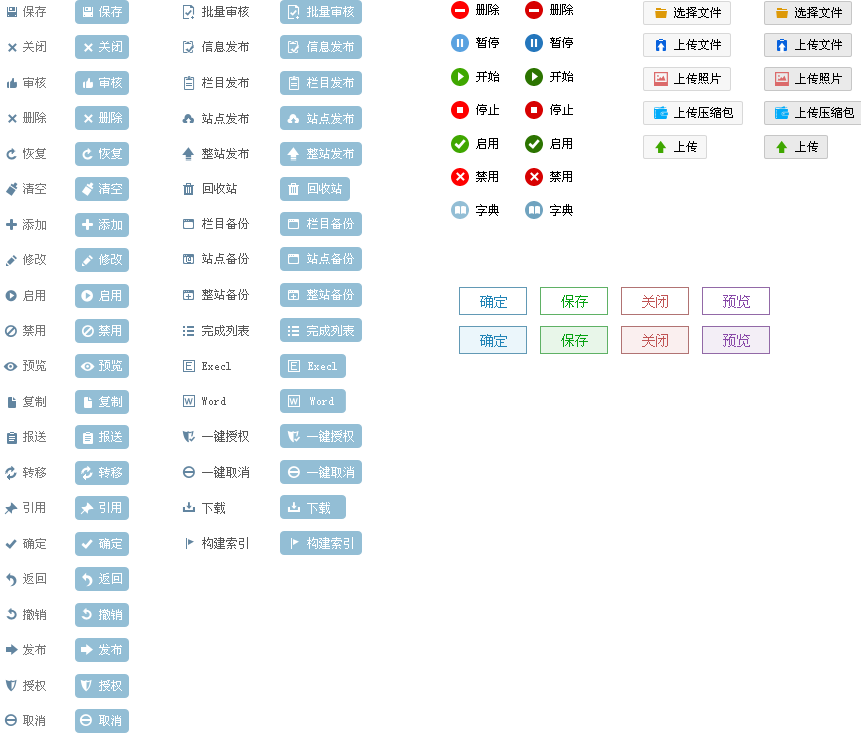 保存 保存 批量审核 批量审核 删除 删除 选择文件 选择文件
关闭 关闭 信息发布 信息发布 暂停 暂停 上传文件 上传文件
审核 审核 栏目发布 栏目发布 开始 开始 上传照片 上传照片
删除 删除 站点发布 站点发布 停止 停止 上传压缩包 上传压缩包
恢复 恢复 整站发布 整站发布 启用 启用 上传 上传
清空 清空 回收站 回收站 禁用 禁用
添加 添加 栏目备份 栏目备份 字典 字典
修改 修改 站点备份 站点备份
启用 启用 整站备份 整站备份 确定 保存 关闭 预览
禁用 禁用 完成列表 完成列表 确定 保存 关闭 预览
预览 预览 Execl Execl
复制 复制 Word Word
报送 报送 一键授权 一键授权
转移 转移 一键取消 一键取消
引用 引用 下载 下载
确定 确定 构建索引 构建索引
返回 返回
撤销 撤销
发布 发布
授权 授权
取消 取消